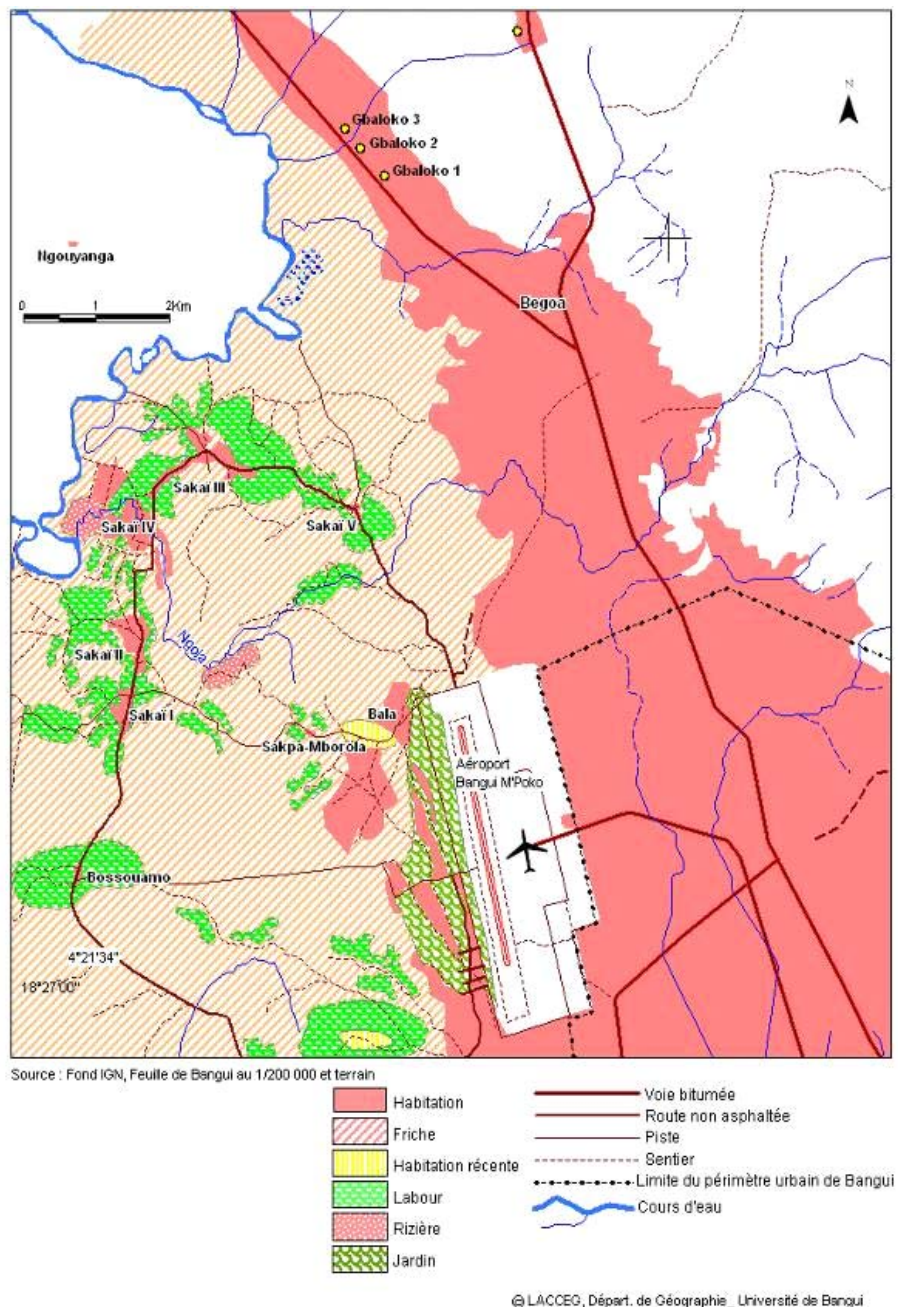 Gbaloko 3
Gbaloko 2
Gbaloko 1
N
Ngouyanga
0 1 2Km
Begoa
Sakaï III
Sakaï V
Sakaï IV
Ngola
Sakaï II
Sakaï I
Bala
Sakpa-Mborola
Aéroport
Bangui M'Poko
Bossouamo
4°21'34"
18°27'00"
Source : Fond IGN, Feuille de Bangui au 1/200 000 et terrain
Habitation
Friche
Habitation récente
Labour
Rizière
Jardin
Voie bitumée
Route non asphaltée
Piste
Sentier
Limite du périmètre urbain de Bangui
Cours d'eau
@ LACCEG, Départ. de Géographie Université de Bangui